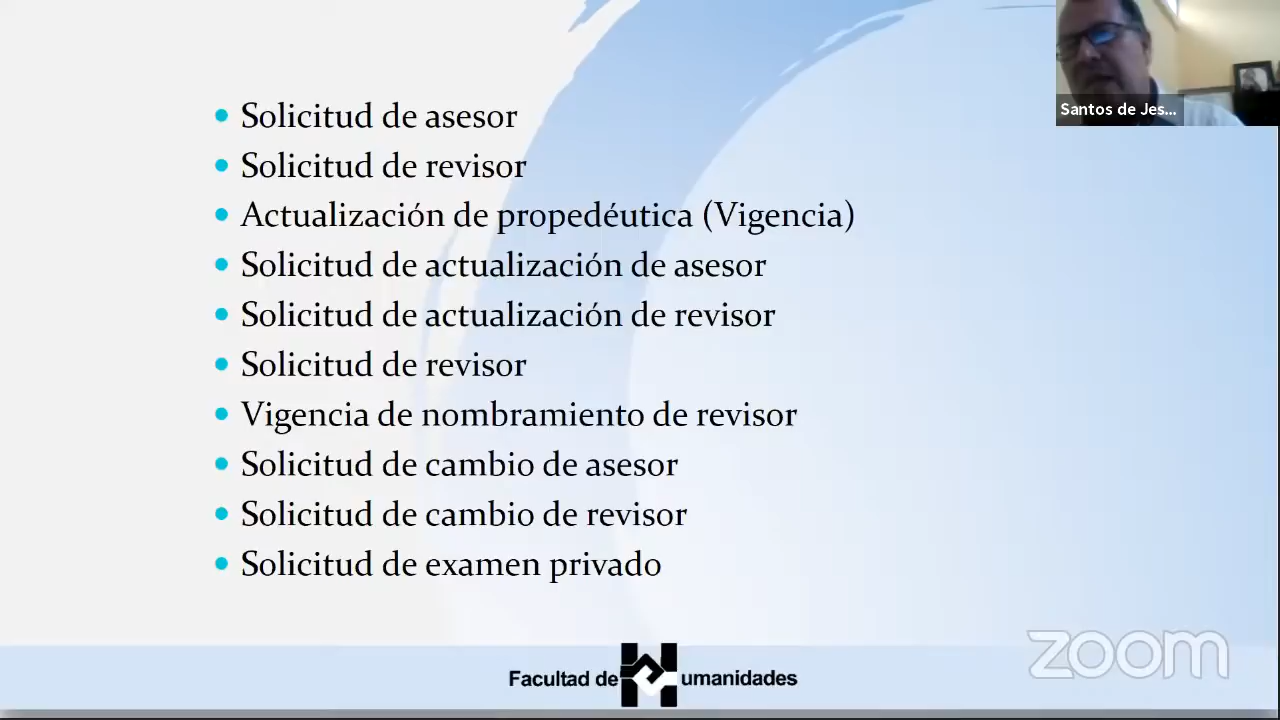 Santos de Jes...
Solicitud de asesor
Solicitud de revisor
Actualización de propedéutica (Vigencia)
Solicitud de actualización de asesor
Solicitud de actualización de revisor
Solicitud de revisor
Vigencia de nombramiento de revisor
Solicitud de cambio de asesor
Solicitud de cambio de revisor
Solicitud de examen privado
zoom
Facultad de Humanidades